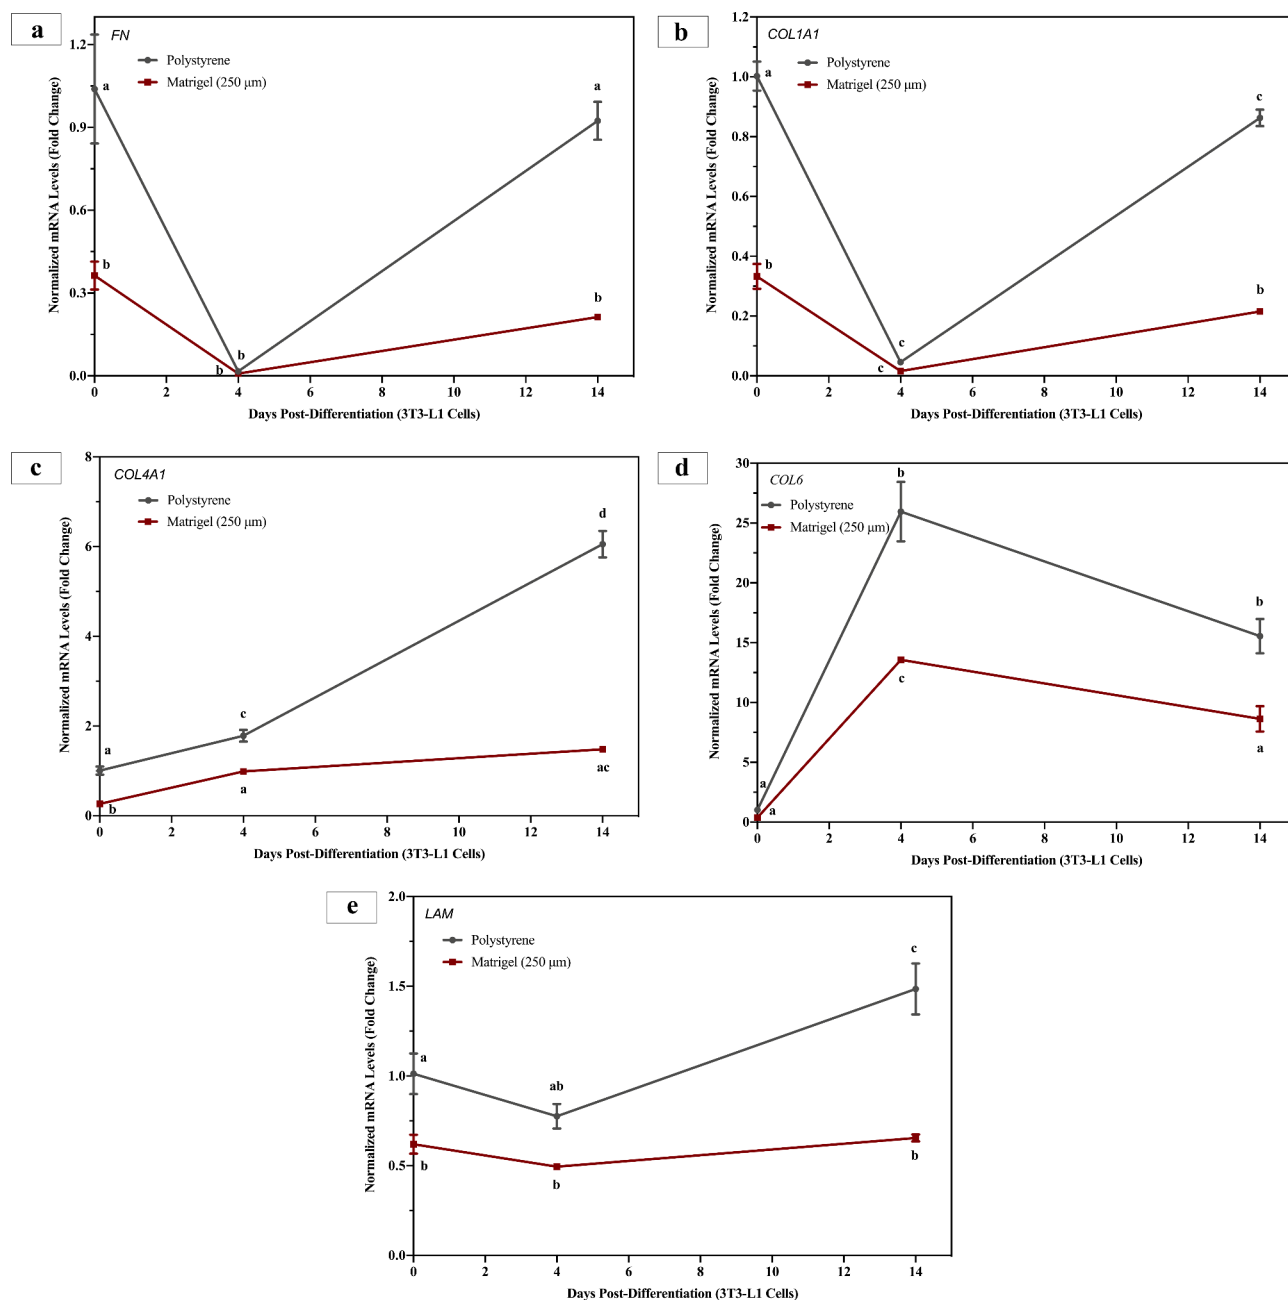 a
FN
Polystyrene
Matrigel (250 μm)
Normalized mRNA Levels (Fold Change)
1.2
0.9
0.6
0.3
0.0
a
a
b
b
b
b
0 2 4 6 8 10 12 14
Days Post-Differentiation (3T3-L1 Cells)
b
COL1A1
Polystyrene
Matrigel (250 μm)
Normalized mRNA Levels (Fold Change)
1.2
1.0
0.8
0.6
0.4
0.2
0.0
a
c
b
c
c
b
0 2 4 6 8 10 12 14
Days Post-Differentiation (3T3-L1 Cells)
c
COL4A1
Polystyrene
Matrigel (250 μm)
Normalized mRNA Levels (Fold Change)
8
6
4
2
0
a
c
d
b
a
ac
0 2 4 6 8 10 12 14
Days Post-Differentiation (3T3-L1 Cells)
d
COL6
Polystyrene
Matrigel (250 μm)
Normalized mRNA Levels (Fold Change)
30
25
20
15
10
5
0
a
b
b
a
c
a
0 2 4 6 8 10 12 14
Days Post-Differentiation (3T3-L1 Cells)
e
LAM
Polystyrene
Matrigel (250 μm)
Normalized mRNA Levels (Fold Change)
2.0
1.5
1.0
0.5
0.0
a
ab
c
b
b
b
0 2 4 6 8 10 12 14
Days Post-Differentiation (3T3-L1 Cells)